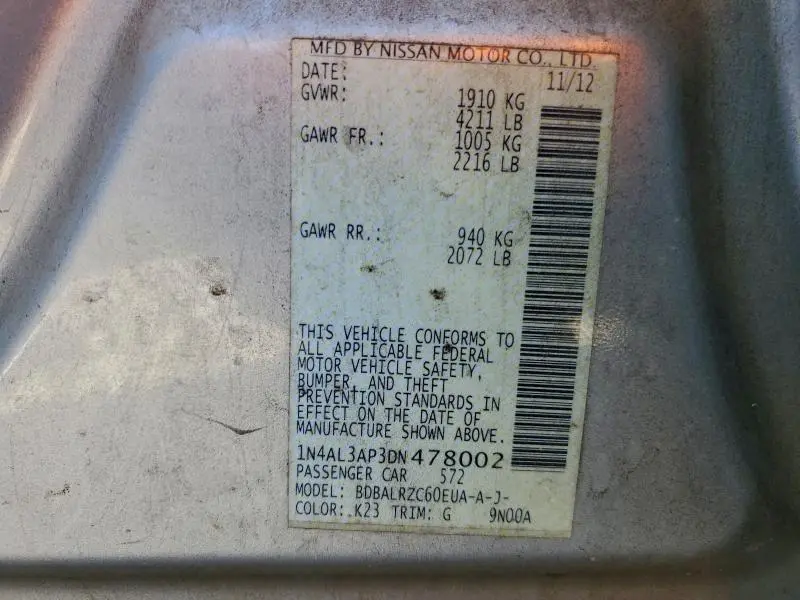 MFD BY NISSAN MOTOR CO., LTD.
DATE: 11/12
GVWR: 1910 KG
4211 LB
GAWR FR.: 1005 KG
2216 LB
GAWR RR.: 940 KG
2072 LB
THIS VEHICLE CONFORMS TO
ALL APPLICABLE FEDERAL
MOTOR VEHICLE SAFETY,
BUMPER, AND THEFT
PREVENTION STANDARDS IN
EFFECT ON THE DATE OF
MANUFACTURE SHOWN ABOVE.
1N4AL3AP3DN478002
PASSENGER CAR 572
MODEL: BDBALRZC60EUA-A-J-
COLOR: K23 TRIM: G 9N00A